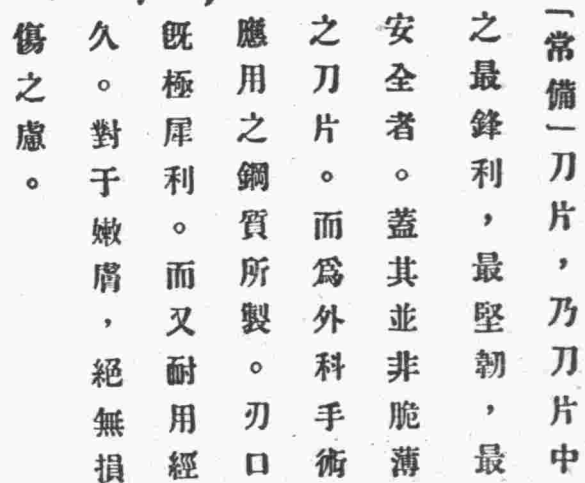 「常備」刀片，乃刀片中
之最鋒利，最堅韌，最
安全者。蓋其並非脆薄
之刀片。而爲外科手術
應用之鋼質所製。刃口
旣極犀利。而又耐用經
久。對于嫩膚，絕無損
傷之慮。